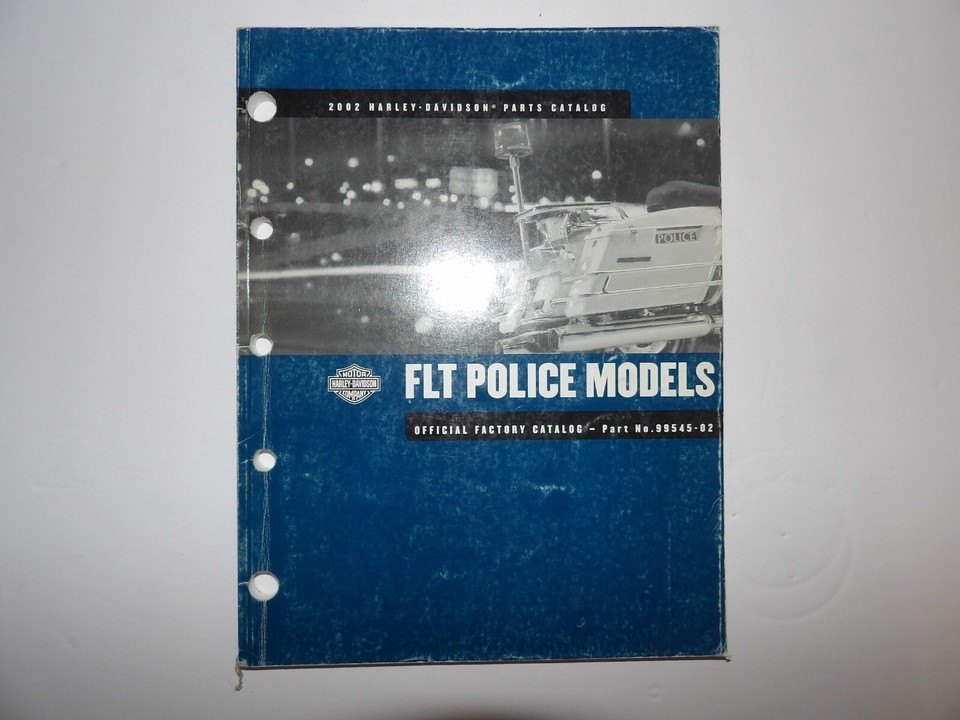 2002 HARLEY-DAVIDSON® PARTS CATALOG
POLICE
MOTOR
HARLEY-DAVIDSON
COMPANY
FLT POLICE MODELS
OFFICIAL FACTORY CATALOG – Part No.99545-02